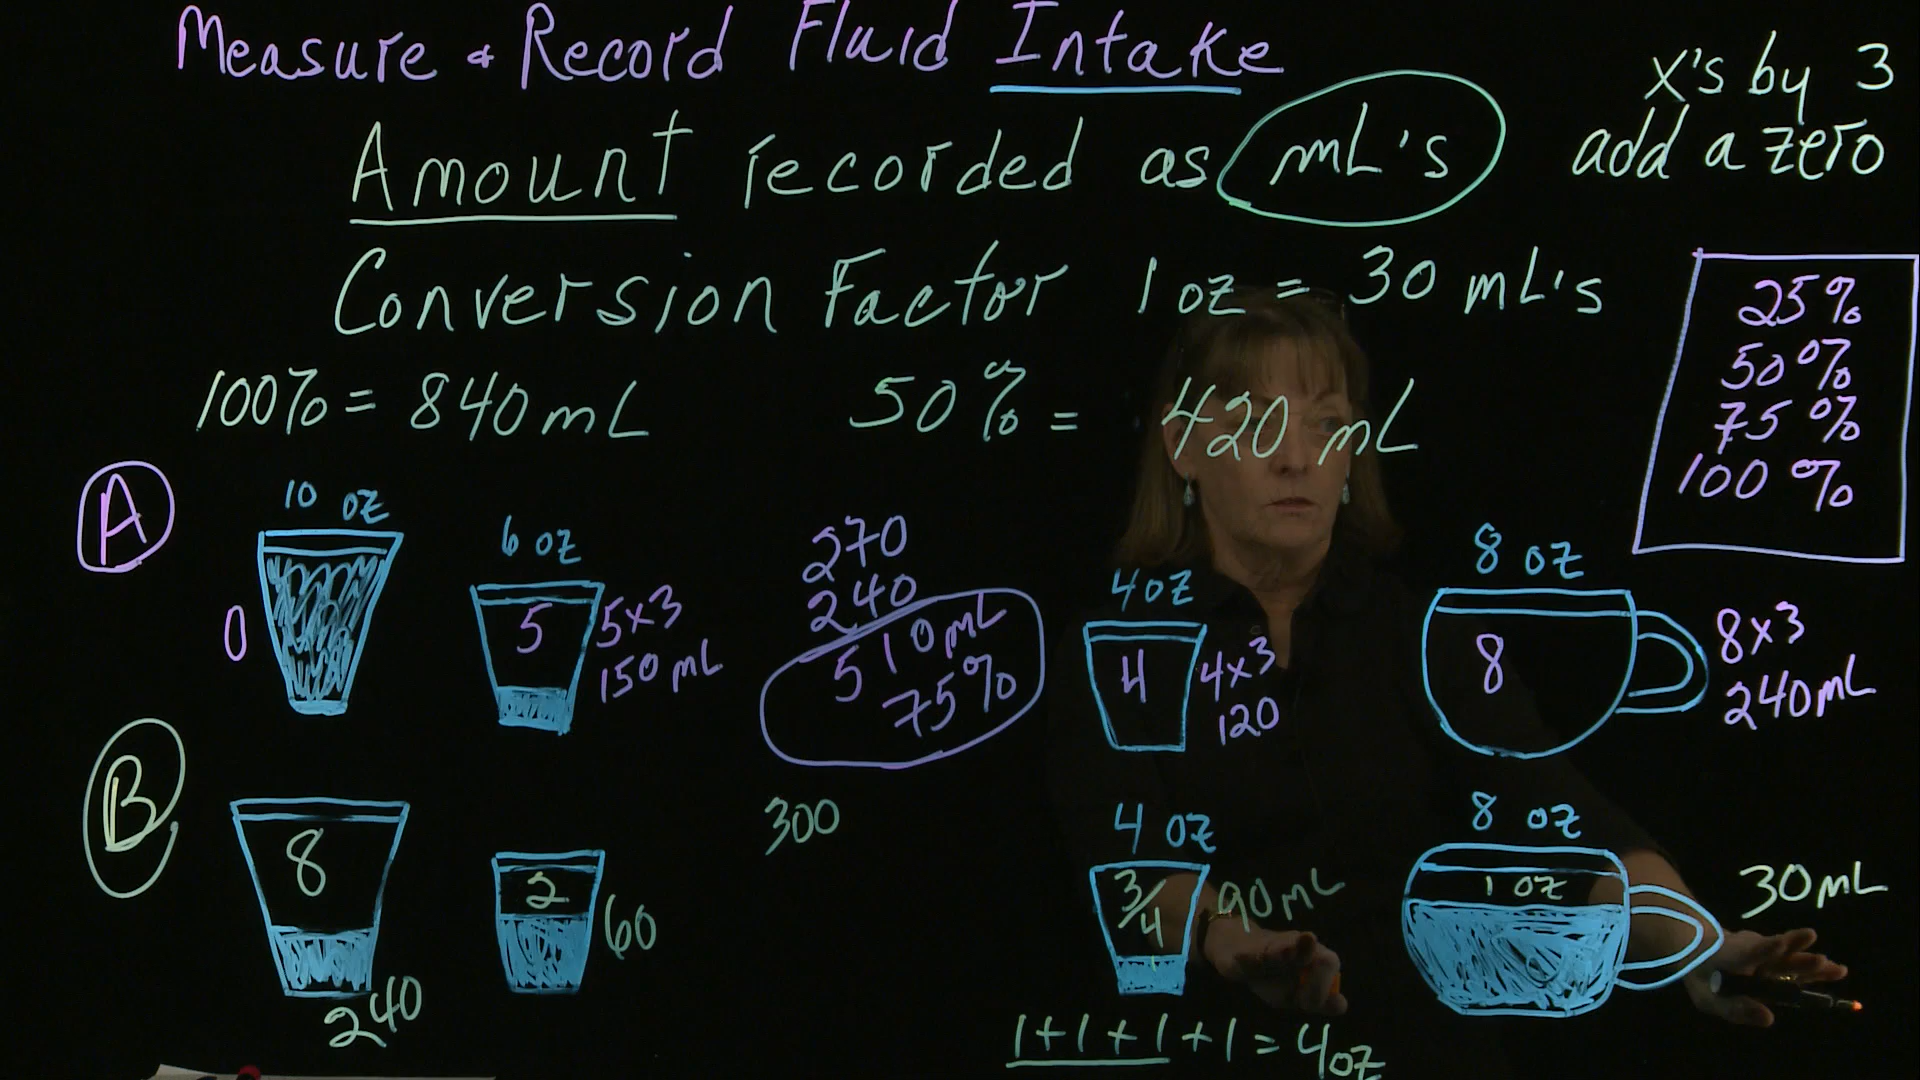 Measure & Record Fluid Intake
x's by 3
add a zero
Amount recorded as mL's
Conversion Factor 1 oz = 30 mL's
25%
50%
75%
100%
100% = 840 mL
50% = 420 mL
A
10 oz
0
6 oz
5
5x3
150 mL
270
240
510 mL
75%
4 oz
4
4x3
120
8 oz
8
8x3
240 mL
B
8
240
2
60
300
4 oz
3/4
90 mL
1+1+1+1=4oz
8 oz
1 oz
30 mL